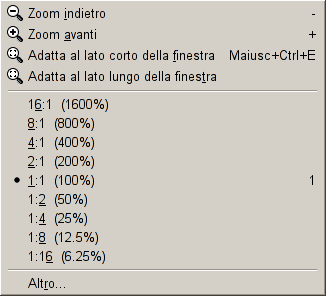 Zoom indietro -
Zoom avanti +
Adatta al lato corto della finestra Maiusc+Ctrl+E
Adatta al lato lungo della finestra
16:1 (1600%)
8:1 (800%)
4:1 (400%)
2:1 (200%)
1:1 (100%) 1
1:2 (50%)
1:4 (25%)
1:8 (12.5%)
1:16 (6.25%)
Altro...